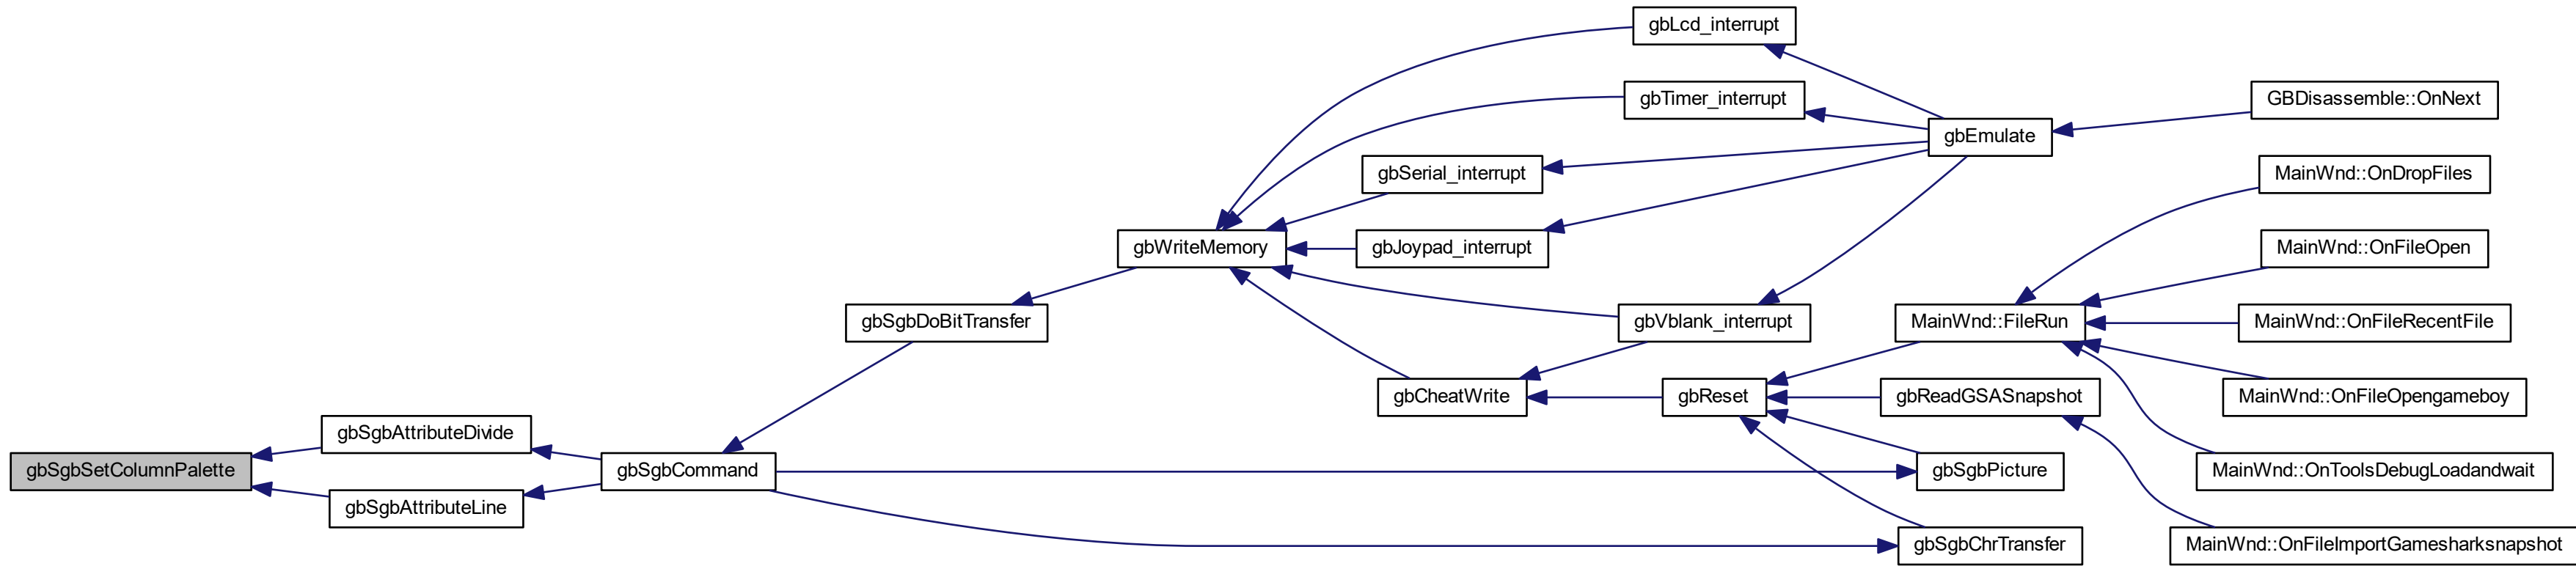 gbLcd_interrupt
gbTimer_interrupt
GBDisassemble::OnNext
gbEmulate
gbSerial_interrupt
MainWnd::OnDropFiles
gbWriteMemory
gbJoypad_interrupt
MainWnd::OnFileOpen
gbSgbDoBitTransfer
gbVblank_interrupt
MainWnd::FileRun
MainWnd::OnFileRecentFile
gbCheatWrite
gbReset
gbReadGSASnapshot
MainWnd::OnFileOpengameboy
gbSgbAttributeDivide
gbSgbSetColumnPalette
gbSgbCommand
gbSgbPicture
MainWnd::OnToolsDebugLoadandwait
gbSgbAttributeLine
gbSgbChrTransfer
MainWnd::OnFileImportGamesharksnapshot